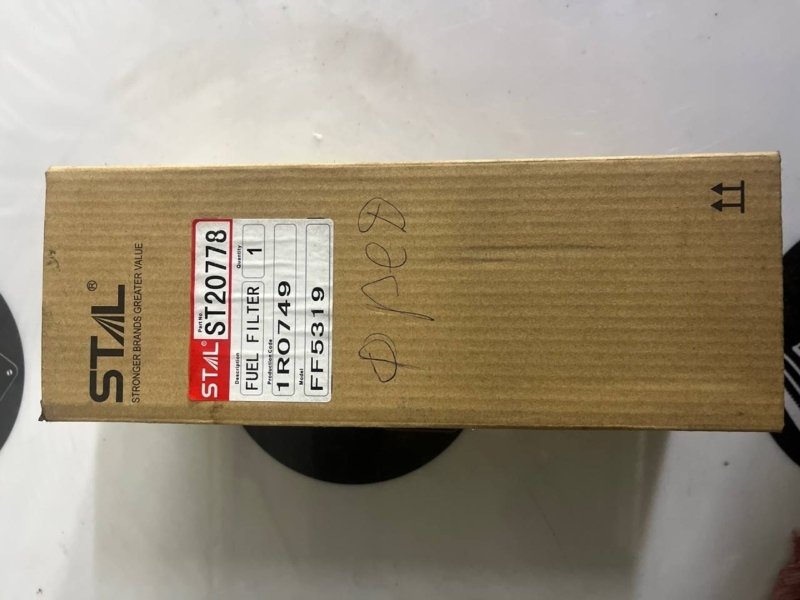 STAL®
STRONGER BRANDS GREATER VALUE
STAL® Part No. ST20778
Description Quantity
FUEL FILTER 1
Production Code
1R0749
Model
FF5319